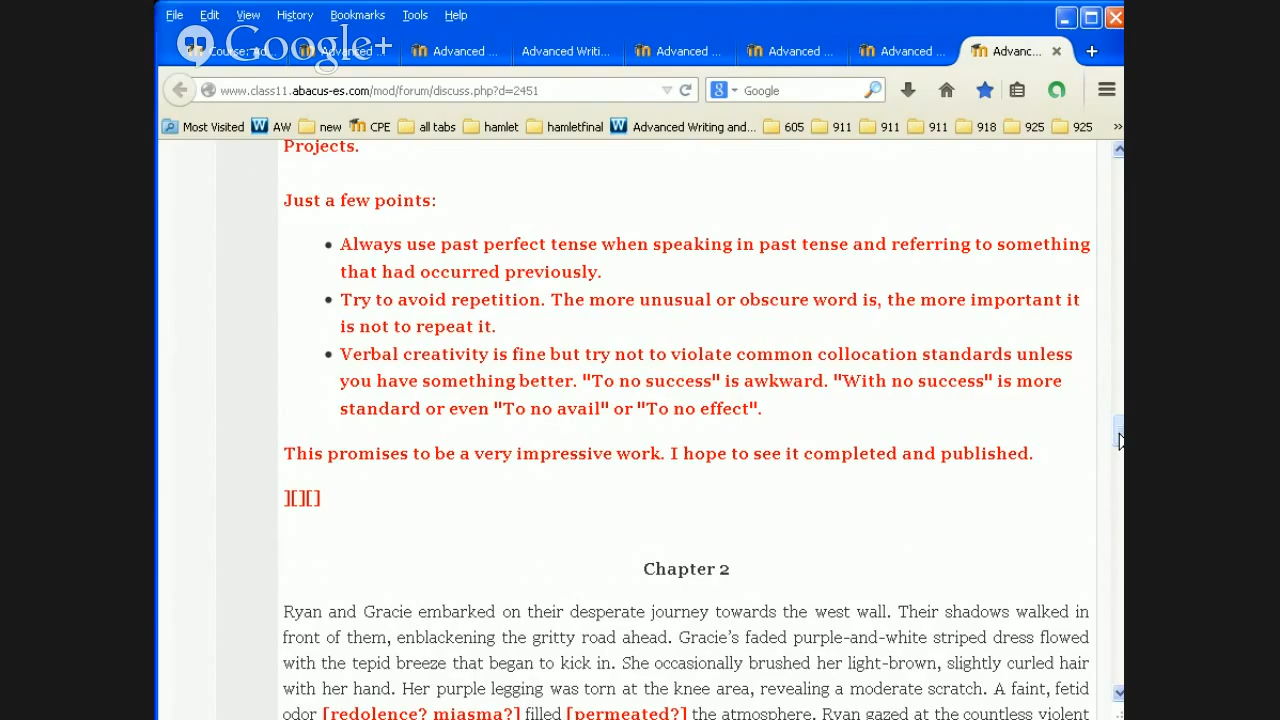 File Edit View History Bookmarks Tools Help
Google+
Advanced ... Advanced Writi... Advanced ... Advanced ... Advanced ... Advanc...
www.class11.abacus-es.com/mod/forum/discuss.php?d=2451 Google
Most Visited AW new CPE all tabs hamlet hamletfinal Advanced Writing and... 605 911 911 911 918 925 925 »
Projects.
Just a few points:
Always use past perfect tense when speaking in past tense and referring to something
that had occurred previously.
Try to avoid repetition. The more unusual or obscure word is, the more important it
is not to repeat it.
Verbal creativity is fine but try not to violate common collocation standards unless
you have something better. "To no success" is awkward. "With no success" is more
standard or even "To no avail" or "To no effect".
This promises to be a very impressive work. I hope to see it completed and published.
][][]
Chapter 2
Ryan and Gracie embarked on their desperate journey towards the west wall. Their shadows walked in
front of them, enblackening the gritty road ahead. Gracie's faded purple-and-white striped dress flowed
with the tepid breeze that began to kick in. She occasionally brushed her light-brown, slightly curled hair
with her hand. Her purple legging was torn at the knee area, revealing a moderate scratch. A faint, fetid
odor [redolence? miasma?] filled [permeated?] the atmosphere. Ryan gazed at the countless violent